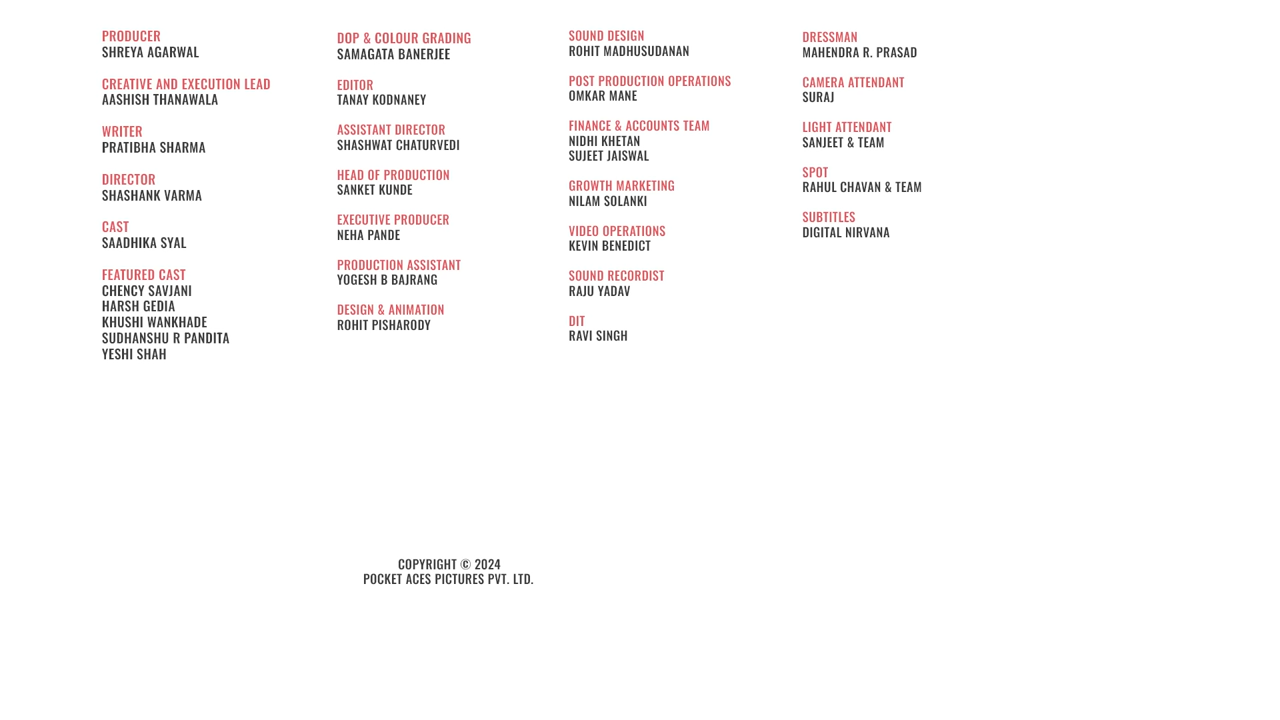 PRODUCER
SHREYA AGARWAL
CREATIVE AND EXECUTION LEAD
AASHISH THANAWALA
WRITER
PRATIBHA SHARMA
DIRECTOR
SHASHANK VARMA
CAST
SAADHIKA SYAL
FEATURED CAST
CHENCY SAVJANI
HARSH GEDIA
KHUSHI WANKHADE
SUDHANSHU R PANDITA
YESHI SHAH
DOP & COLOUR GRADING
SAMAGATA BANERJEE
EDITOR
TANAY KODNANEY
ASSISTANT DIRECTOR
SHASHWAT CHATURVEDI
HEAD OF PRODUCTION
SANKET KUNDE
EXECUTIVE PRODUCER
NEHA PANDE
PRODUCTION ASSISTANT
YOGESH B BAJRANG
DESIGN & ANIMATION
ROHIT PISHARODY
SOUND DESIGN
ROHIT MADHUSUDANAN
POST PRODUCTION OPERATIONS
OMKAR MANE
FINANCE & ACCOUNTS TEAM
NIDHI KHETAN
SUJEET JAISWAL
GROWTH MARKETING
NILAM SOLANKI
VIDEO OPERATIONS
KEVIN BENEDICT
SOUND RECORDIST
RAJU YADAV
DIT
RAVI SINGH
DRESSMAN
MAHENDRA R. PRASAD
CAMERA ATTENDANT
SURAJ
LIGHT ATTENDANT
SANJEET & TEAM
SPOT
RAHUL CHAVAN & TEAM
SUBTITLES
DIGITAL NIRVANA
COPYRIGHT © 2024
POCKET ACES PICTURES PVT. LTD.